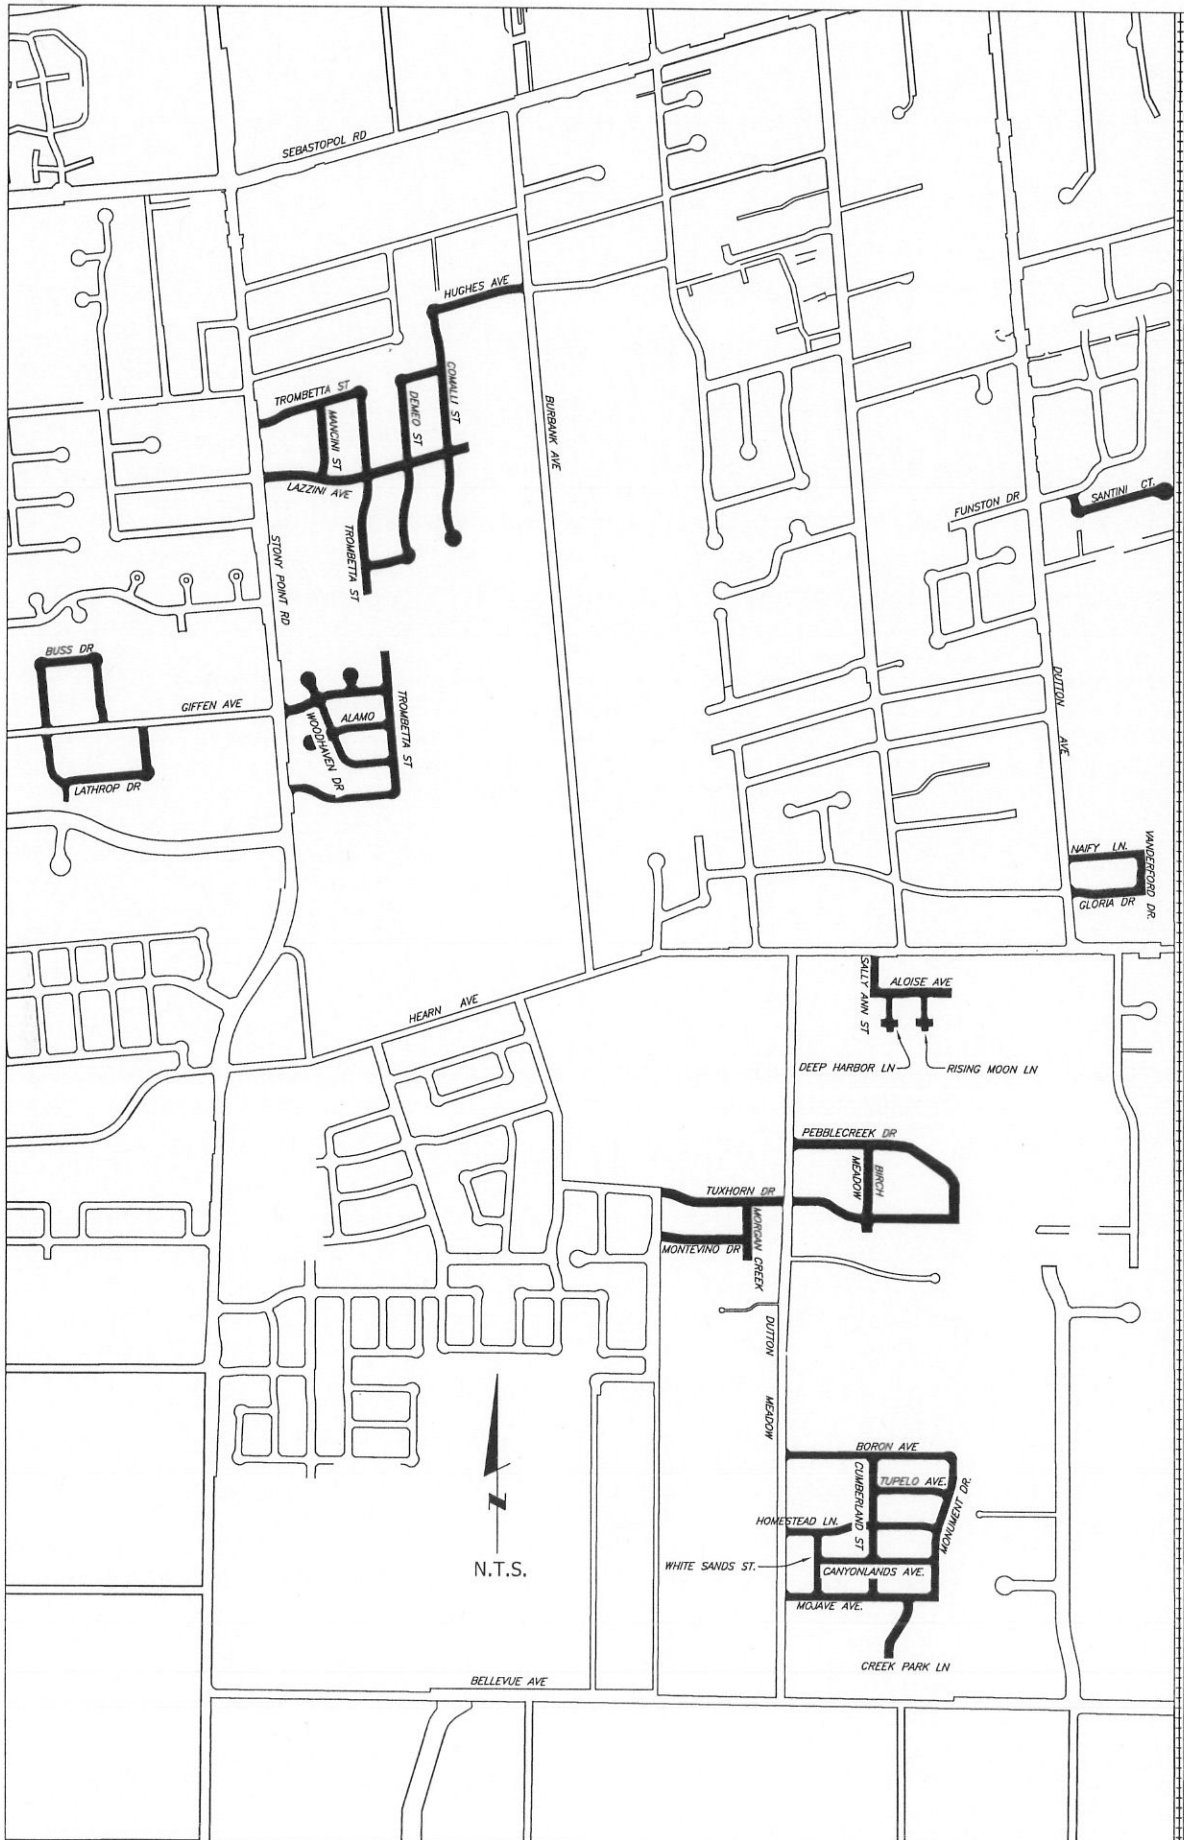 SEBASTOPOL RD
HUGHES AVE
COMALLI ST
TROMBETTA ST
DEMEO ST
MANCINI ST
BURBANK AVE
LAZZINI AVE
FUNSTON DR
SANTINI CT.
TROMBETTA ST
STONY POINT RD
BUSS DR
GIFFEN AVE
ALAMO
WOODHAVEN DR
TROMBETTA ST
DUTTON AVE
LATHROP DR
NAIFY LN.
VANDERFORD DR.
GLORIA DR
SALLY ANN ST
ALOISE AVE
HEARN AVE
DEEP HARBOR LN
RISING MOON LN
PEBBLECREEK DR
BIRCH
MEADOW
TUXHORN DR
MORGAN CREEK
MONTEVINO DR
DUTTON MEADOW
BORON AVE
CUMBERLAND ST
TUPELO AVE.
MONUMENT DR.
HOMESTEAD LN.
WHITE SANDS ST.
CANYONLANDS AVE.
MOJAVE AVE.
CREEK PARK LN
Z
N.T.S.
BELLEVUE AVE